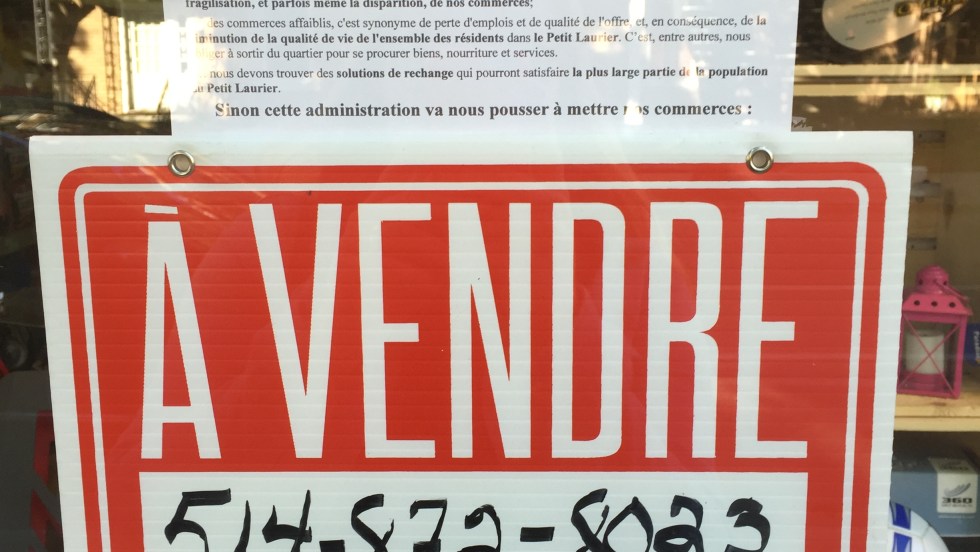 fragilisation, et parfois même la disparition, de nos commerces;
des commerces affaiblis, c'est synonyme de perte d'emplois et de qualité de l'offre, et, en conséquence, de la
diminution de la qualité de vie de l'ensemble des résidents dans le Petit Laurier. C'est, entre autres, nous
obliger à sortir du quartier pour se procurer biens, nourriture et services.
nous devons trouver des solutions de rechange qui pourront satisfaire la plus large partie de la population
du Petit Laurier.
Sinon cette administration va nous pousser à mettre nos commerces :
À VENDRE
514-872-8023
360